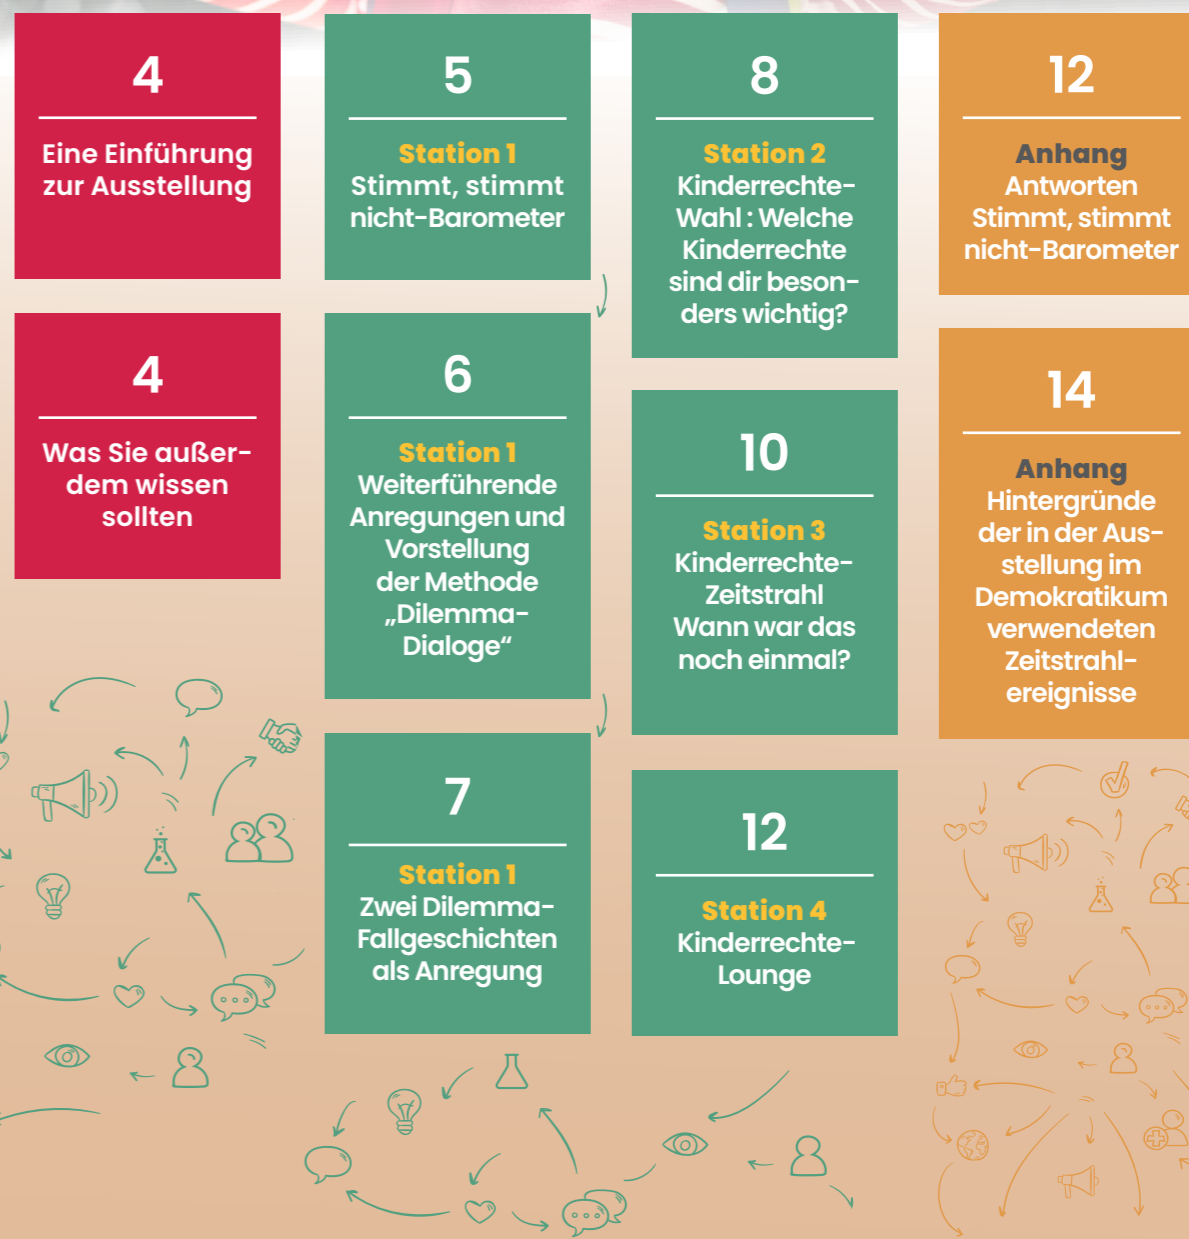 4
Eine Einführung
zur Ausstellung
4
Was Sie außer-
dem wissen
sollten
5
Station 1
Stimmt, stimmt
nicht-Barometer
6
Station 1
Weiterführende
Anregungen und
Vorstellung
der Methode
„Dilemma-
Dialoge“
7
Station 1
Zwei Dilemma-
Fallgeschichten
als Anregung
8
Station 2
Kinderrechte-
Wahl : Welche
Kinderrechte
sind dir beson-
ders wichtig?
10
Station 3
Kinderrechte-
Zeitstrahl
Wann war das
noch einmal?
12
Station 4
Kinderrechte-
Lounge
12
Anhang
Antworten
Stimmt, stimmt
nicht-Barometer
14
Anhang
Hintergründe
der in der Aus-
stellung im
Demokratikum
verwendeten
Zeitstrahl-
ereignisse